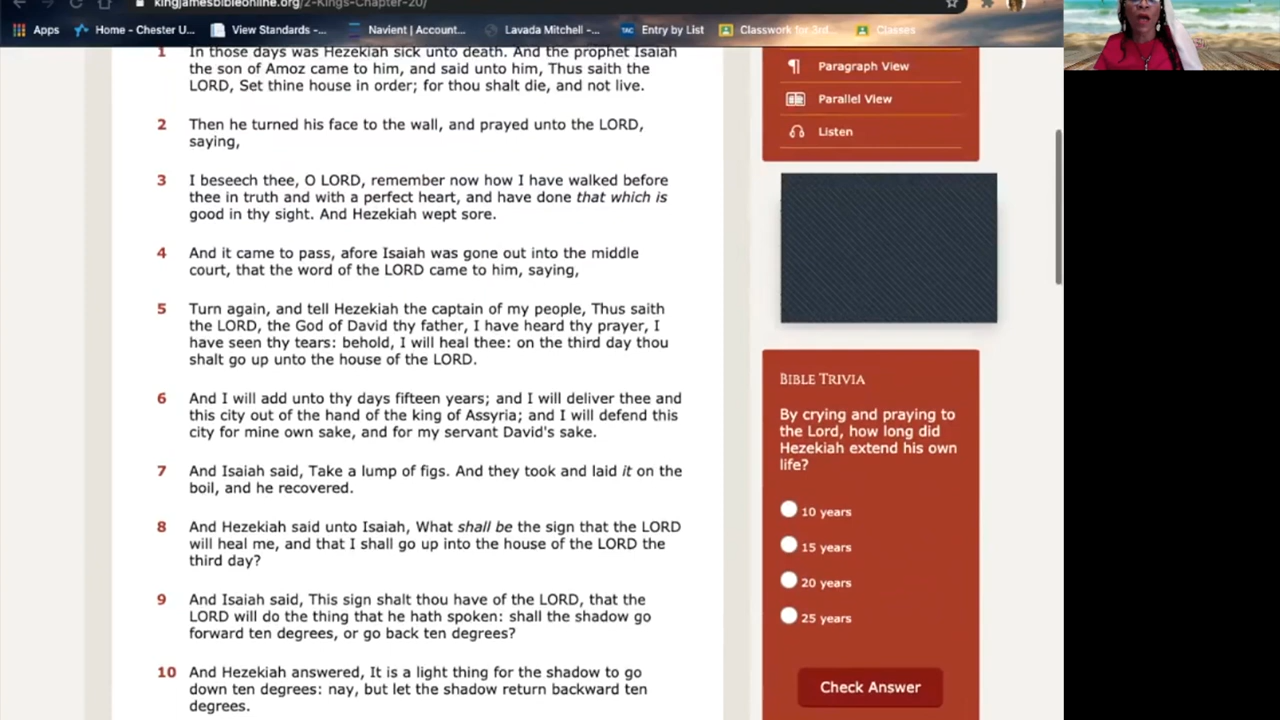 kingjamesbibleonline.org/2-Kings-Chapter-20/
Apps
Home - Chester U...
View Standards -...
Navient | Account...
Lavada Mitchell -...
TAC
Entry by List
Classwork for 3rd...
Classes
1 In those days was Hezekiah sick unto death. And the prophet Isaiah
the son of Amoz came to him, and said unto him, Thus saith the
LORD, Set thine house in order; for thou shalt die, and not live.
2 Then he turned his face to the wall, and prayed unto the LORD,
saying,
3 I beseech thee, O LORD, remember now how I have walked before
thee in truth and with a perfect heart, and have done that which is
good in thy sight. And Hezekiah wept sore.
4 And it came to pass, afore Isaiah was gone out into the middle
court, that the word of the LORD came to him, saying,
5 Turn again, and tell Hezekiah the captain of my people, Thus saith
the LORD, the God of David thy father, I have heard thy prayer, I
have seen thy tears: behold, I will heal thee: on the third day thou
shalt go up unto the house of the LORD.
6 And I will add unto thy days fifteen years; and I will deliver thee and
this city out of the hand of the king of Assyria; and I will defend this
city for mine own sake, and for my servant David's sake.
7 And Isaiah said, Take a lump of figs. And they took and laid it on the
boil, and he recovered.
8 And Hezekiah said unto Isaiah, What shall be the sign that the LORD
will heal me, and that I shall go up into the house of the LORD the
third day?
9 And Isaiah said, This sign shalt thou have of the LORD, that the
LORD will do the thing that he hath spoken: shall the shadow go
forward ten degrees, or go back ten degrees?
10 And Hezekiah answered, It is a light thing for the shadow to go
down ten degrees: nay, but let the shadow return backward ten
degrees.
Paragraph View
Parallel View
Listen
BIBLE TRIVIA
By crying and praying to
the Lord, how long did
Hezekiah extend his own
life?
10 years
15 years
20 years
25 years
Check Answer